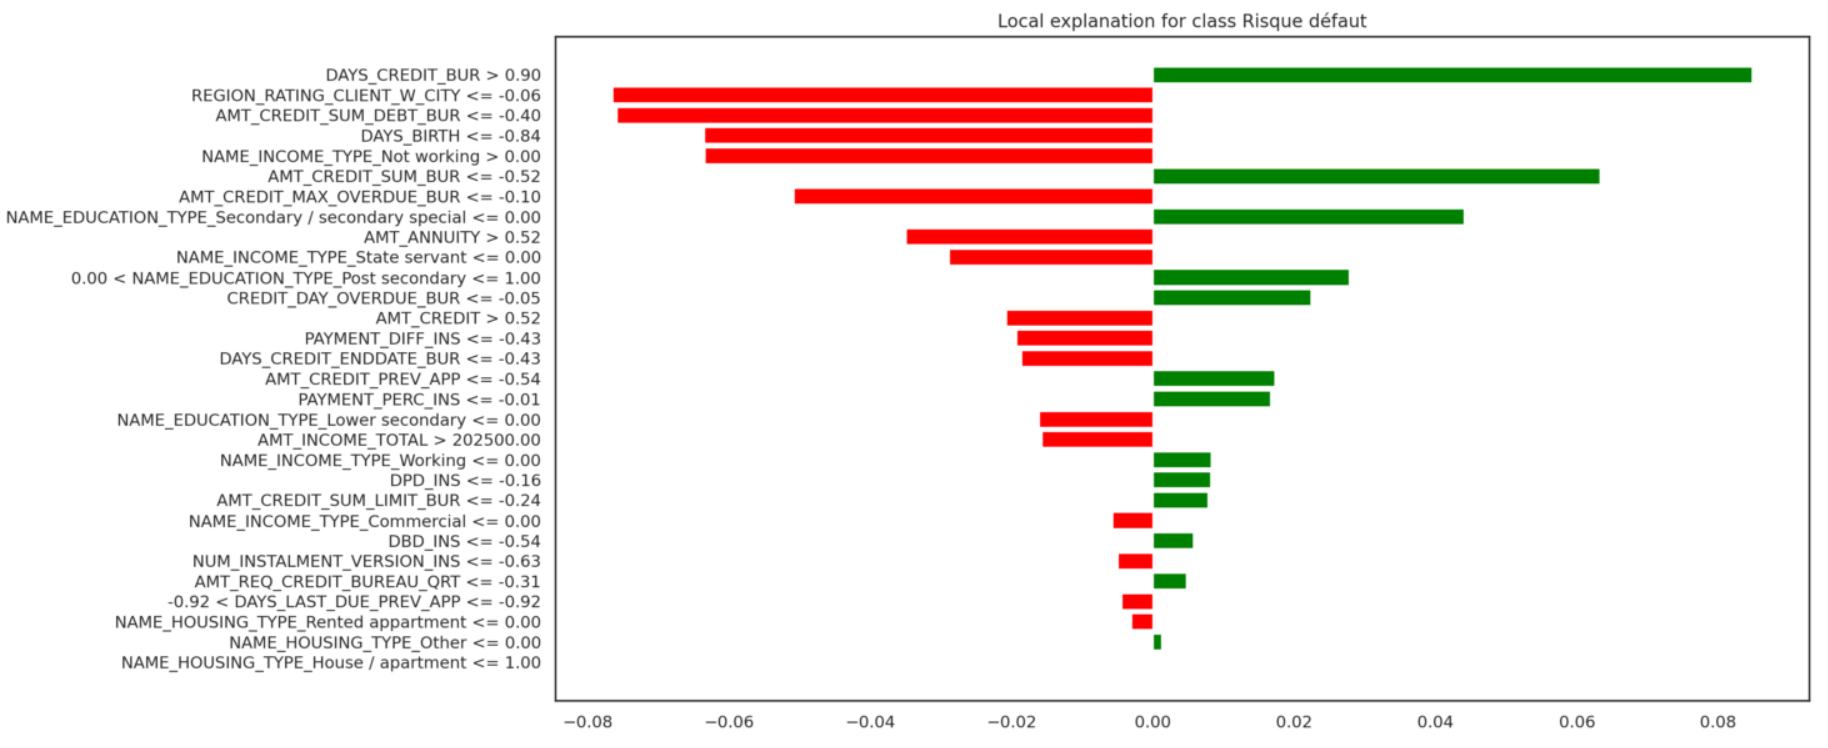 Local explanation for class Risque défaut
DAYS_CREDIT_BUR > 0.90
REGION_RATING_CLIENT_W_CITY <= -0.06
AMT_CREDIT_SUM_DEBT_BUR <= -0.40
DAYS_BIRTH <= -0.84
NAME_INCOME_TYPE_Not working > 0.00
AMT_CREDIT_SUM_BUR <= -0.52
AMT_CREDIT_MAX_OVERDUE_BUR <= -0.10
NAME_EDUCATION_TYPE_Secondary / secondary special <= 0.00
AMT_ANNUITY > 0.52
NAME_INCOME_TYPE_State servant <= 0.00
0.00 < NAME_EDUCATION_TYPE_Post secondary <= 1.00
CREDIT_DAY_OVERDUE_BUR <= -0.05
AMT_CREDIT > 0.52
PAYMENT_DIFF_INS <= -0.43
DAYS_CREDIT_ENDDATE_BUR <= -0.43
AMT_CREDIT_PREV_APP <= -0.54
PAYMENT_PERC_INS <= -0.01
NAME_EDUCATION_TYPE_Lower secondary <= 0.00
AMT_INCOME_TOTAL > 202500.00
NAME_INCOME_TYPE_Working <= 0.00
DPD_INS <= -0.16
AMT_CREDIT_SUM_LIMIT_BUR <= -0.24
NAME_INCOME_TYPE_Commercial <= 0.00
DBD_INS <= -0.54
NUM_INSTALMENT_VERSION_INS <= -0.63
AMT_REQ_CREDIT_BUREAU_QRT <= -0.31
-0.92 < DAYS_LAST_DUE_PREV_APP <= -0.92
NAME_HOUSING_TYPE_Rented appartment <= 0.00
NAME_HOUSING_TYPE_Other <= 0.00
NAME_HOUSING_TYPE_House / apartment <= 1.00
−0.08 −0.06 −0.04 −0.02 0.00 0.02 0.04 0.06 0.08